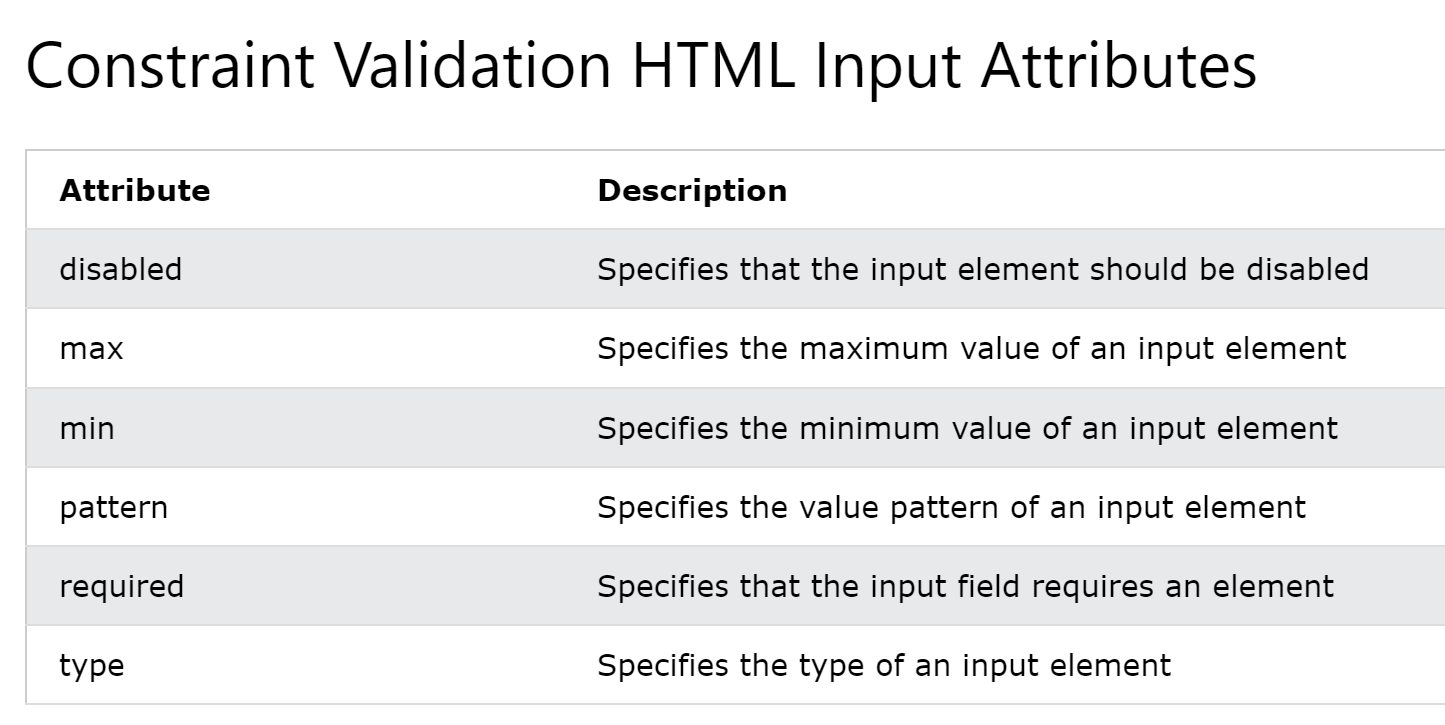 Constraint Validation HTML Input Attributes
Attribute Description
disabled Specifies that the input element should be disabled
max Specifies the maximum value of an input element
min Specifies the minimum value of an input element
pattern Specifies the value pattern of an input element
required Specifies that the input field requires an element
type Specifies the type of an input element